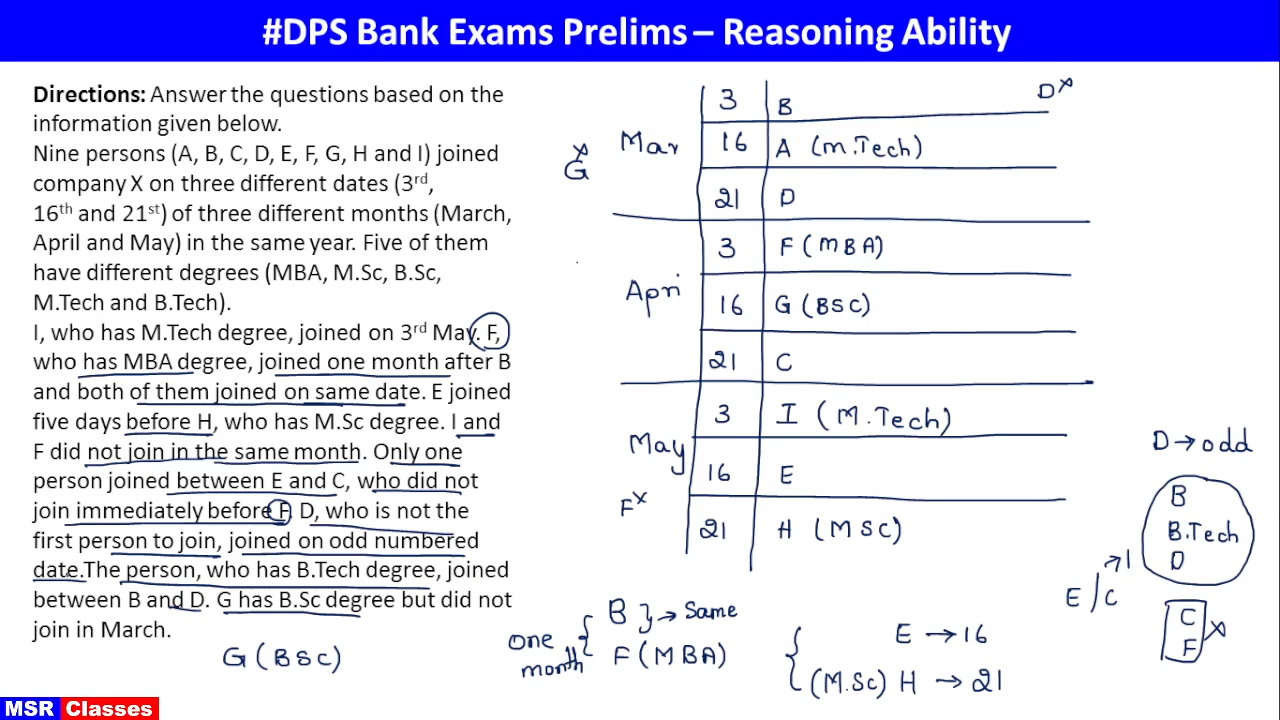 #DPS Bank Exams Prelims – Reasoning Ability
Directions: Answer the questions based on the
information given below.
Nine persons (A, B, C, D, E, F, G, H and I) joined
company X on three different dates (3rd,
16th and 21st) of three different months (March,
April and May) in the same year. Five of them
have different degrees (MBA, M.Sc, B.Sc,
M.Tech and B.Tech).
I, who has M.Tech degree, joined on 3rd May. F,
who has MBA degree, joined one month after B
and both of them joined on same date. E joined
five days before H, who has M.Sc degree. I and
F did not join in the same month. Only one
person joined between E and C, who did not
join immediately before F. D, who is not the
first person to join, joined on odd numbered
date.The person, who has B.Tech degree, joined
between B and D. G has B.Sc degree but did not
join in March.
G (BSC)
G x
Mar
3 B
D x
16 A (M.Tech)
21 D
April
3 F (MBA)
16 G (BSC)
21 C
May
F x
3 I (M.Tech)
16 E
21 H (MSC)
D → odd
B
B.Tech
D
E / C → 1
C
F
x
one
month
B → Same
F (MBA)
E → 16
(M.Sc) H → 21
MSR Classes